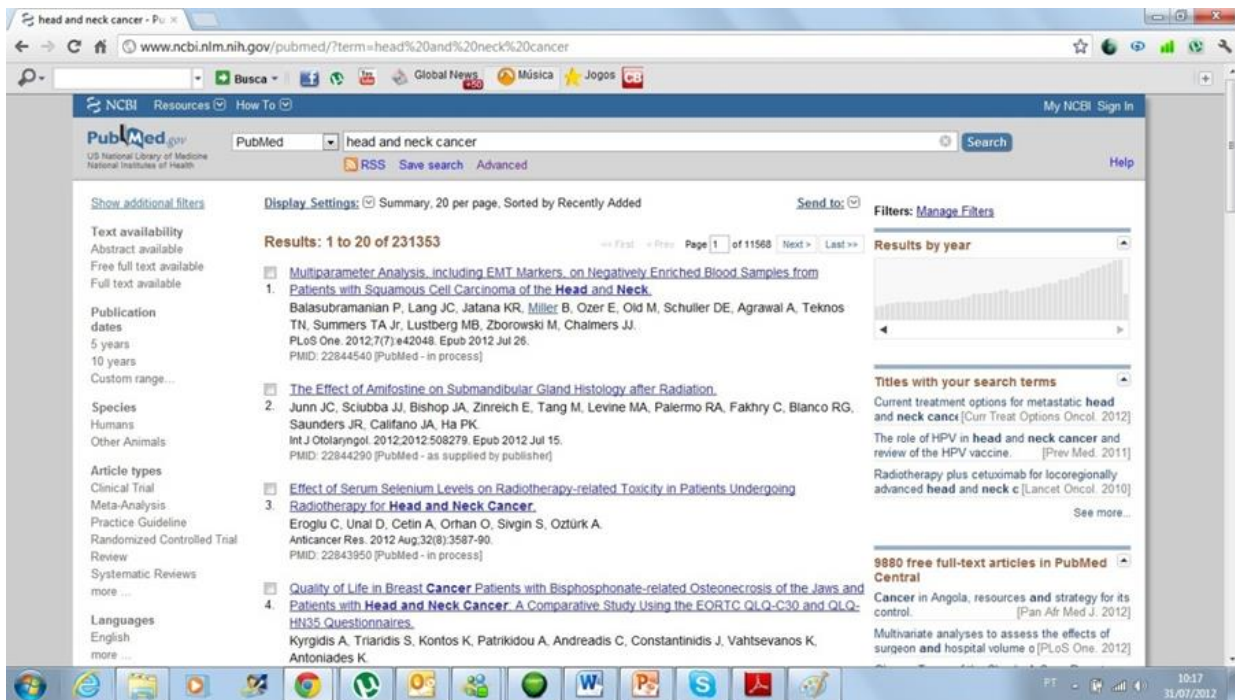 head and neck cancer - Pu
www.ncbi.nlm.nih.gov/pubmed/?term=head%20and%20neck%20cancer
Busca
You
Global News
+50
Música
Jogos
CB
NCBI Resources How To
My NCBI Sign In
PubMed.gov
US National Library of Medicine
National Institutes of Health
PubMed
head and neck cancer
Search
RSS Save search Advanced
Help
Show additional filters
Text availability
Abstract available
Free full text available
Full text available
Publication
dates
5 years
10 years
Custom range...
Species
Humans
Other Animals
Article types
Clinical Trial
Meta-Analysis
Practice Guideline
Randomized Controlled Trial
Review
Systematic Reviews
more ...
Languages
English
more ...
Display Settings: Summary, 20 per page, Sorted by Recently Added
Send to:
Results: 1 to 20 of 231353
<< First < Prev Page 1 of 11568 Next > Last >>
Multiparameter Analysis, including EMT Markers, on Negatively Enriched Blood Samples from
1. Patients with Squamous Cell Carcinoma of the Head and Neck.
Balasubramanian P, Lang JC, Jatana KR, Miller B, Ozer E, Old M, Schuller DE, Agrawal A, Teknos
TN, Summers TA Jr, Lustberg MB, Zborowski M, Chalmers JJ.
PLoS One. 2012;7(7):e42048. Epub 2012 Jul 26.
PMID: 22844540 [PubMed - in process]
The Effect of Amifostine on Submandibular Gland Histology after Radiation.
2. Junn JC, Sciubba JJ, Bishop JA, Zinreich E, Tang M, Levine MA, Palermo RA, Fakhry C, Blanco RG,
Saunders JR, Califano JA, Ha PK.
Int J Otolaryngol. 2012;2012:508279. Epub 2012 Jul 15.
PMID: 22844290 [PubMed - as supplied by publisher]
Effect of Serum Selenium Levels on Radiotherapy-related Toxicity in Patients Undergoing
3. Radiotherapy for Head and Neck Cancer.
Eroglu C, Unal D, Cetin A, Orhan O, Sivgin S, Oztürk A.
Anticancer Res. 2012 Aug;32(8):3587-90.
PMID: 22843950 [PubMed - in process]
Quality of Life in Breast Cancer Patients with Bisphosphonate-related Osteonecrosis of the Jaws and
4. Patients with Head and Neck Cancer: A Comparative Study Using the EORTC QLQ-C30 and QLQ-
HN35 Questionnaires.
Kyrgidis A, Triaridis S, Kontos K, Patrikidou A, Andreadis C, Constantinidis J, Vahtsevanos K,
Antoniades K.
Filters: Manage Filters
Results by year
Titles with your search terms
Current treatment options for metastatic head
and neck cance [Curr Treat Options Oncol. 2012]
The role of HPV in head and neck cancer and
review of the HPV vaccine. [Prev Med. 2011]
Radiotherapy plus cetuximab for locoregionally
advanced head and neck c [Lancet Oncol. 2010]
See more...
9880 free full-text articles in PubMed
Central
Cancer in Angola, resources and strategy for its
control. [Pan Afr Med J. 2012]
Multivariate analyses to assess the effects of
surgeon and hospital volume o [PLoS One. 2012]
PT
10:17
31/07/2012